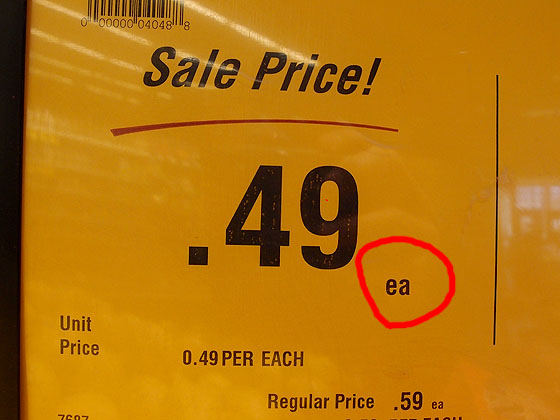 0 00000 04048 8
Sale Price!
.49
ea
Unit
Price
0.49 PER EACH
Regular Price .59 ea